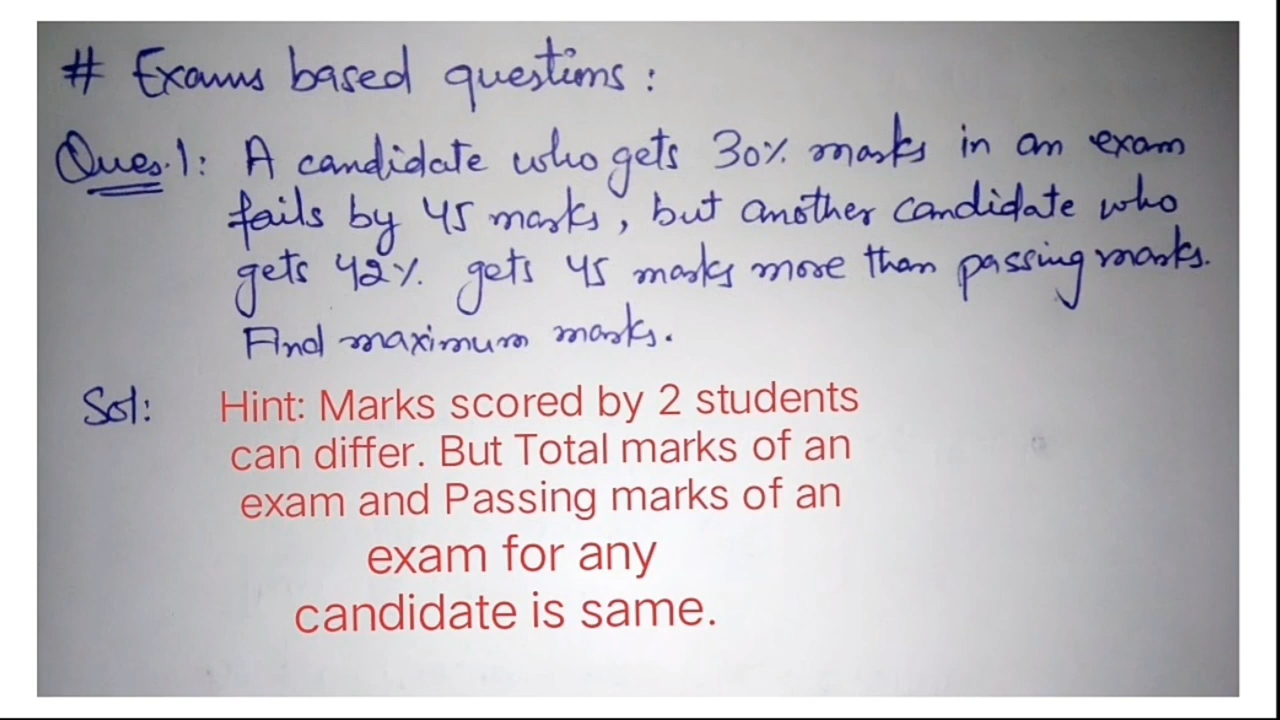 # Exams based questions :
Ques.1: A candidate who gets 30% marks in an exam
fails by 45 marks, but another candidate who
gets 42% gets 45 marks more than passing marks.
Find maximum marks.
Sol: Hint: Marks scored by 2 students
can differ. But Total marks of an
exam and Passing marks of an
exam for any
candidate is same.